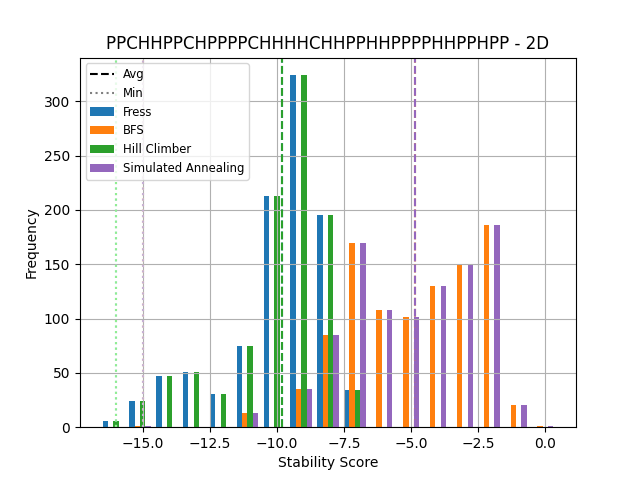 PPCHHPPCHPPPPCHHHHCHHPPHHPPPPHHPPHPP - 2D
Avg
Min
Fress
BFS
Hill Climber
Simulated Annealing
Frequency
300
250
200
150
100
50
0
−15.0 −12.5 −10.0 −7.5 −5.0 −2.5 0.0
Stability Score